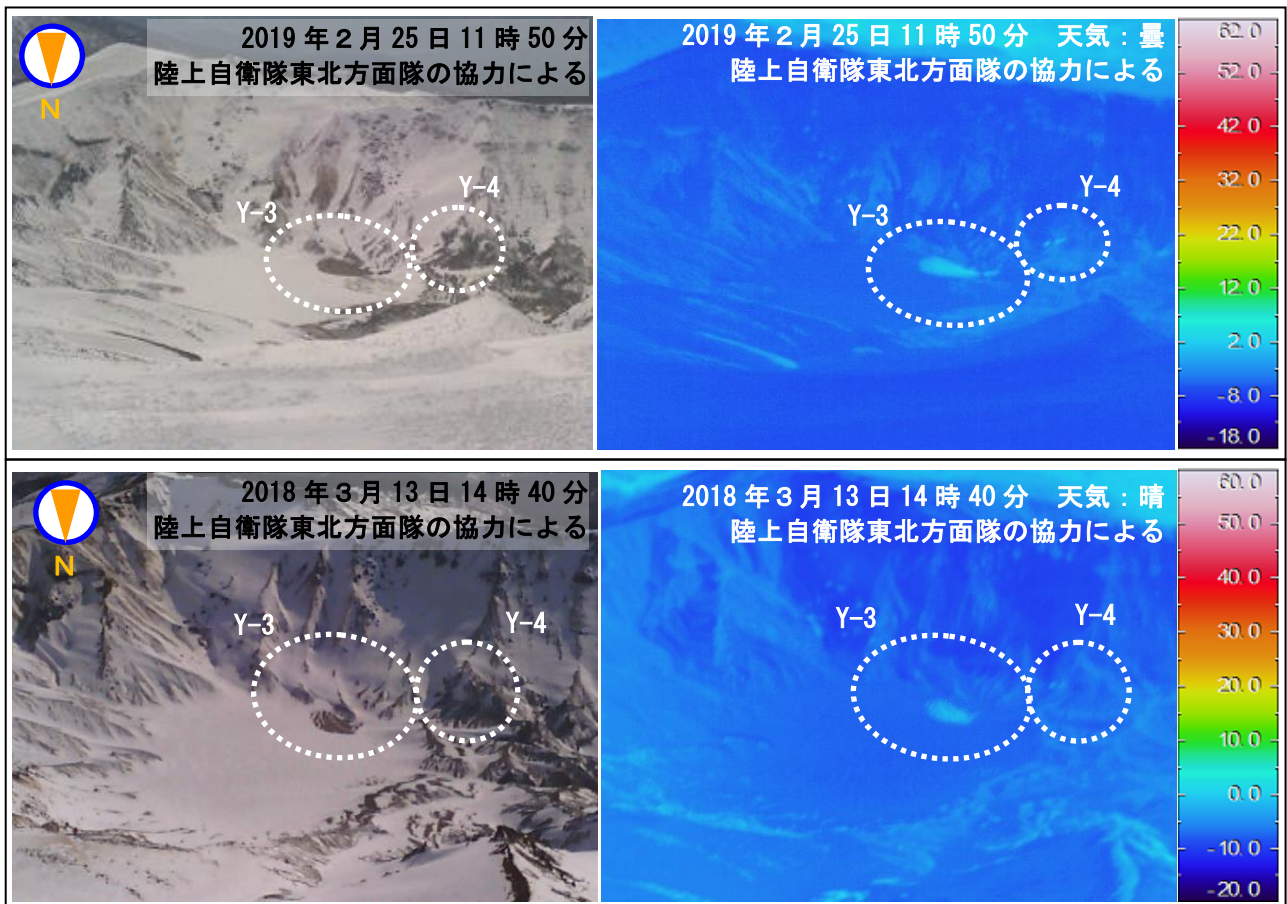 2019年2月25日11時50分
陸上自衛隊東北方面隊の協力による
N
Y-3
Y-4
2019年2月25日11時50分 天気：曇
陸上自衛隊東北方面隊の協力による
Y-3
Y-4
62.0
52.0
42.0
32.0
22.0
12.0
2.0
-8.0
-18.0
2018年3月13日14時40分
陸上自衛隊東北方面隊の協力による
N
Y-3
Y-4
2018年3月13日14時40分 天気：晴
陸上自衛隊東北方面隊の協力による
Y-3
Y-4
60.0
50.0
40.0
30.0
20.0
10.0
0.0
-10.0
-20.0